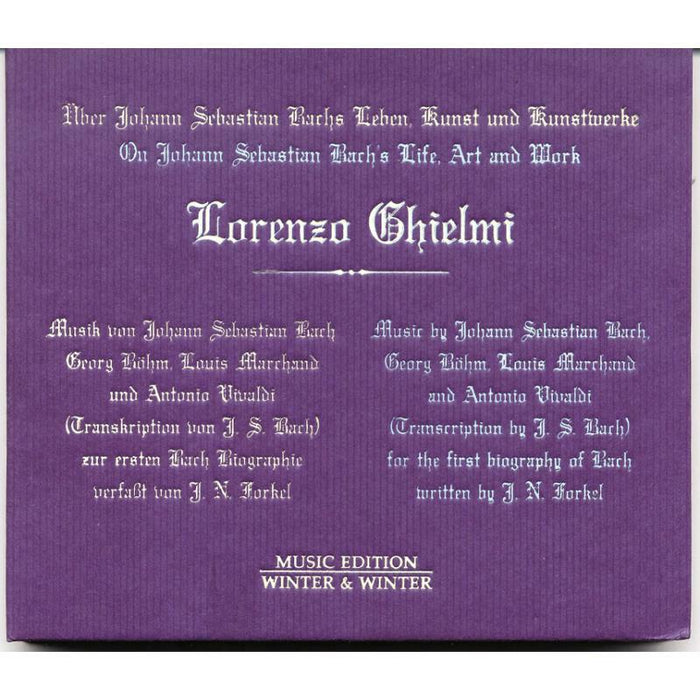 Über Johann Sebastian Bachs Leben, Kunst und Kunstwerke
On Johann Sebastian Bach's Life, Art and Work
Lorenzo Ghielmi
Musik von Johann Sebastian Bach
Georg Böhm, Louis Marchand
und Antonio Vivaldi
(Transkription von J. S. Bach)
zur ersten Bach Biographie
verfaßt von J. N. Forkel
Music by Johann Sebastian Bach,
Georg Böhm, Louis Marchand
and Antonio Vivaldi
(Transcription by J. S. Bach)
for the first biography of Bach
written by J. N. Forkel
MUSIC EDITION
WINTER & WINTER